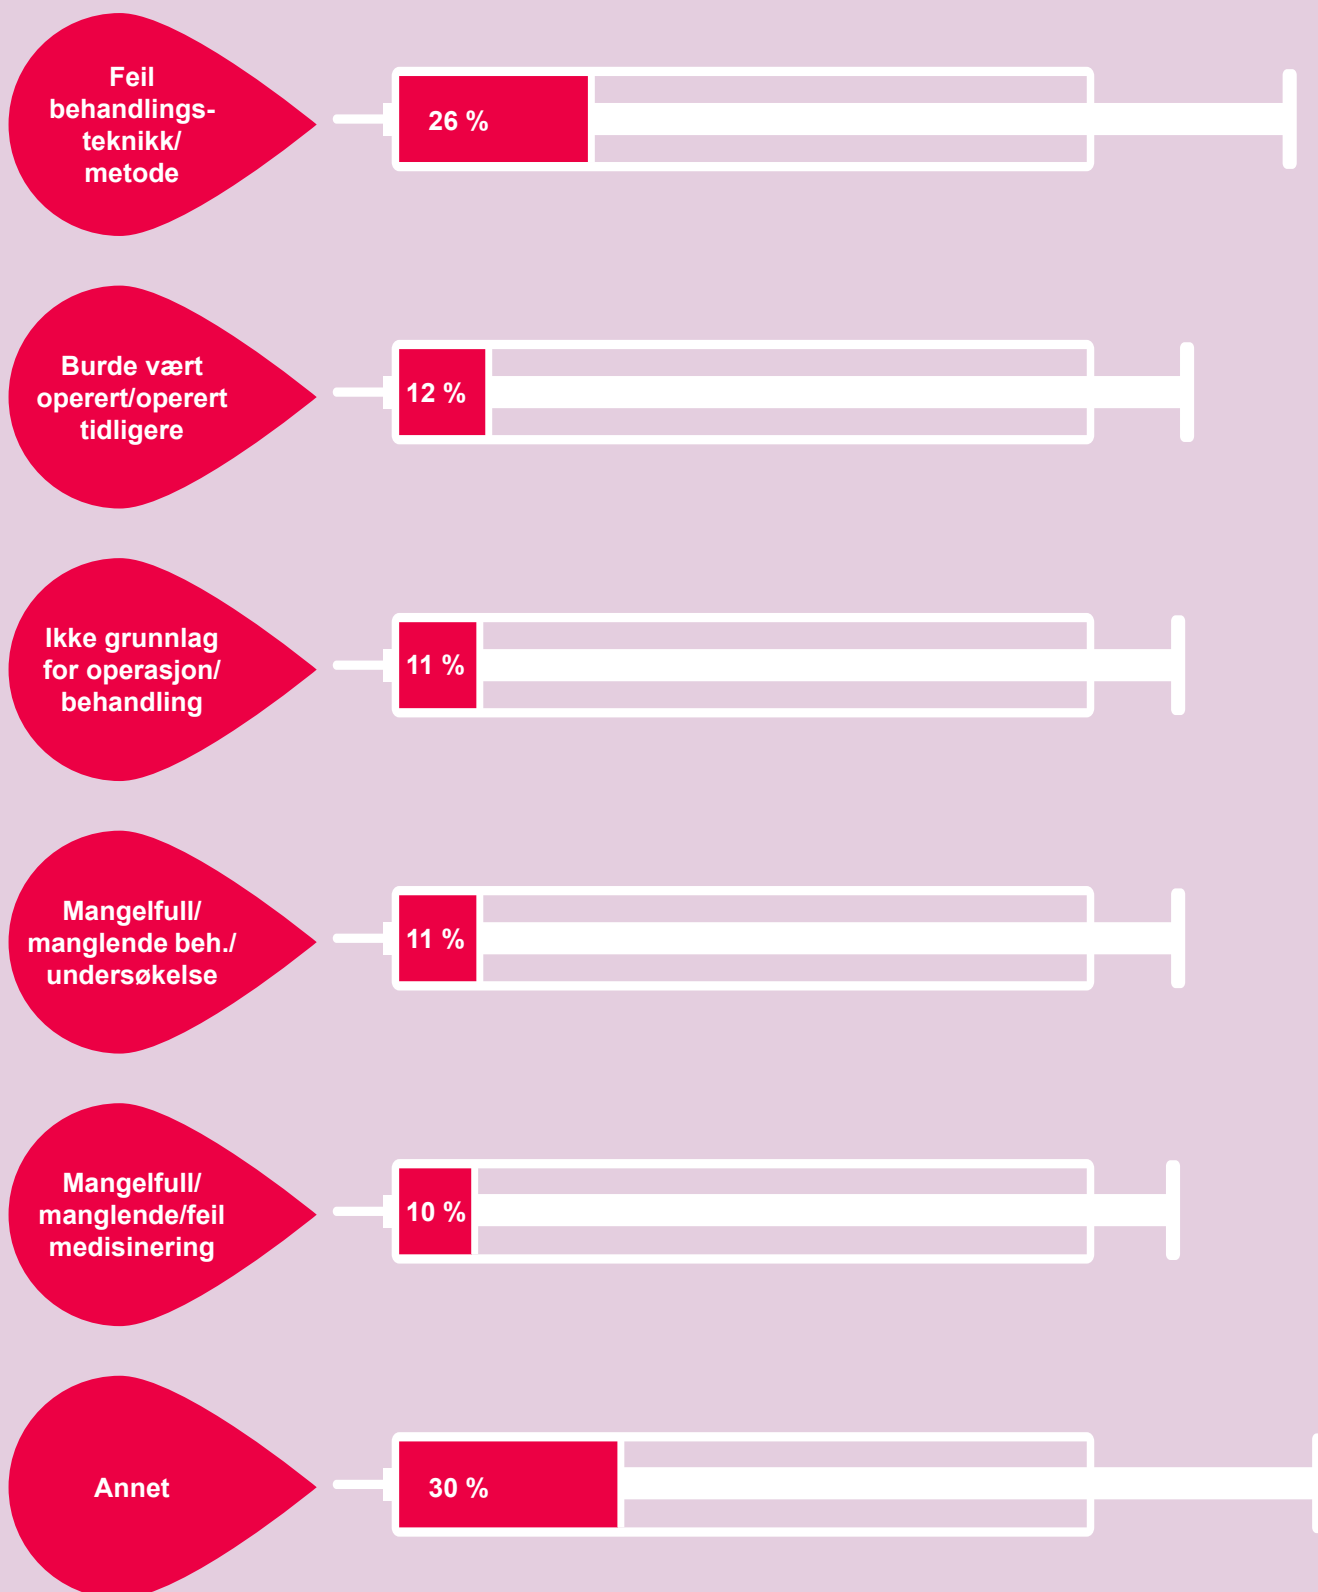 Feil
behandlings-
teknikk/
metode
26 %
Burde vært
operert/operert
tidligere
12 %
Ikke grunnlag
for operasjon/
behandling
11 %
Mangelfull/
manglende beh./
undersøkelse
11 %
Mangelfull/
manglende/feil
medisinering
10 %
Annet
30 %